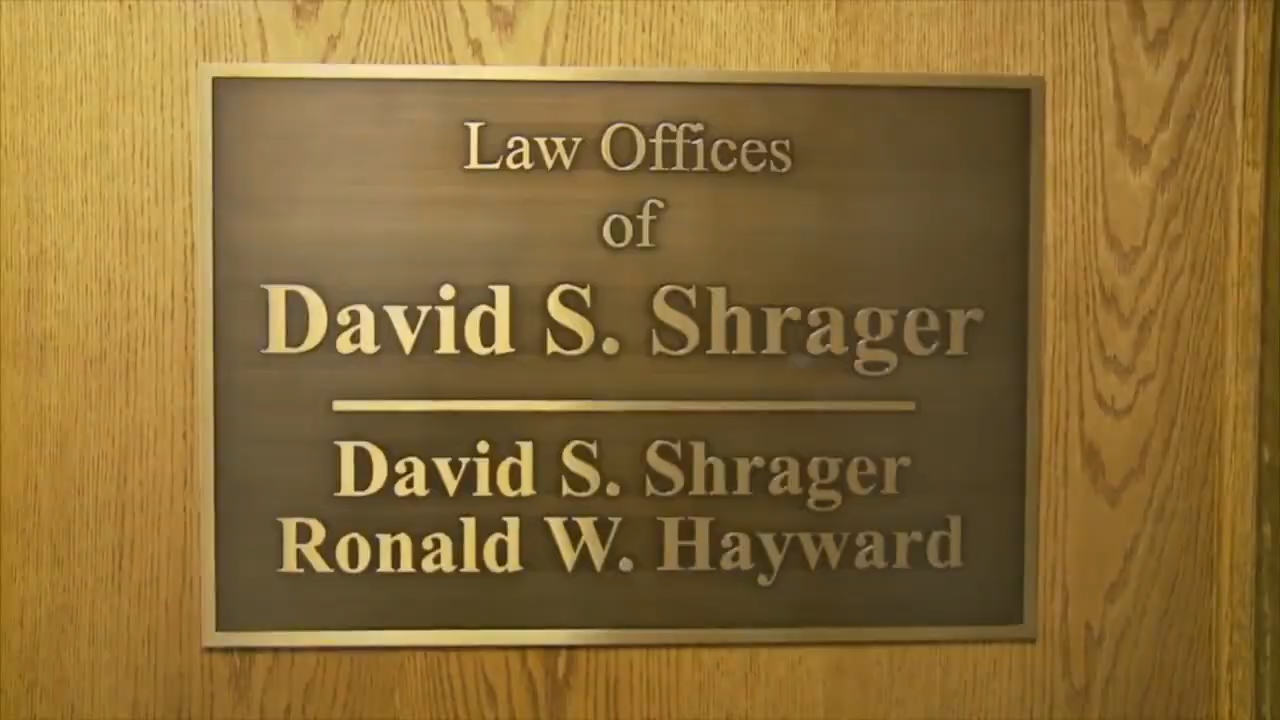 Law Offices
of
David S. Shrager
David S. Shrager
Ronald W. Hayward